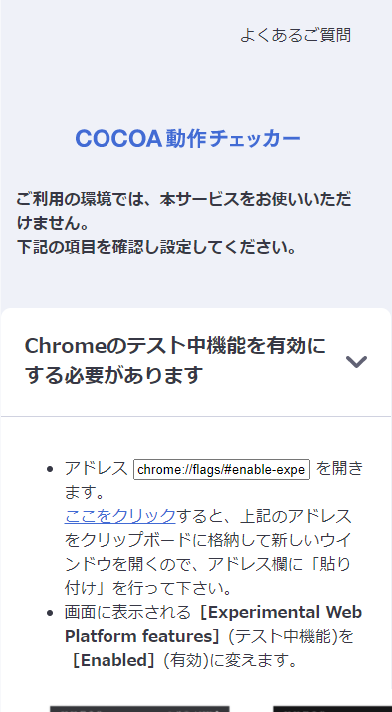 よくあるご質問
COCOA 動作チェッカー
ご利用の環境では、本サービスをお使いいただ
けません。
下記の項目を確認し設定してください。
Chromeのテスト中機能を有効に
する必要があります
アドレス chrome://flags/#enable-expe を開き
ます。
ここをクリックすると、上記のアドレス
をクリップボードに格納して新しいウイ
ンドウを開くので、アドレス欄に「貼り
付け」を行って下さい。
画面に表示される［Experimental Web
Platform features］(テスト中機能)を
［Enabled］(有効)に変えます。